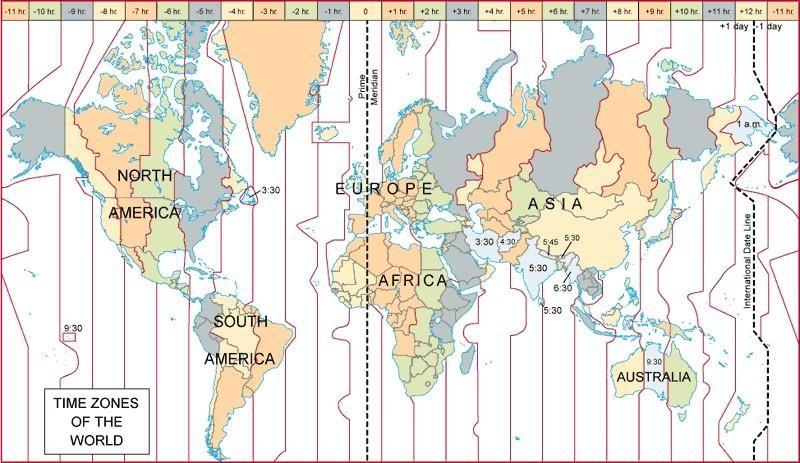 -11 hr. -10 hr. -9 hr. -8 hr. -7 hr. -6 hr. -5 hr. -4 hr. -3 hr. -2 hr. -1 hr. 0 +1 hr. +2 hr. +3 hr. +4 hr. +5 hr. +6 hr. +7 hr. +8 hr. +9 hr. +10 hr. +11 hr. +12 hr. -11 hr.
+1 day -1 day
Prime
Meridian
1 a.m.
NORTH
AMERICA
3:30
EUROPE
ASIA
3:30
4:30
5:45
5:30
5:30
6:30
5:30
AFRICA
International Date Line
9:30
SOUTH
AMERICA
9:30
AUSTRALIA
TIME ZONES
OF THE
WORLD